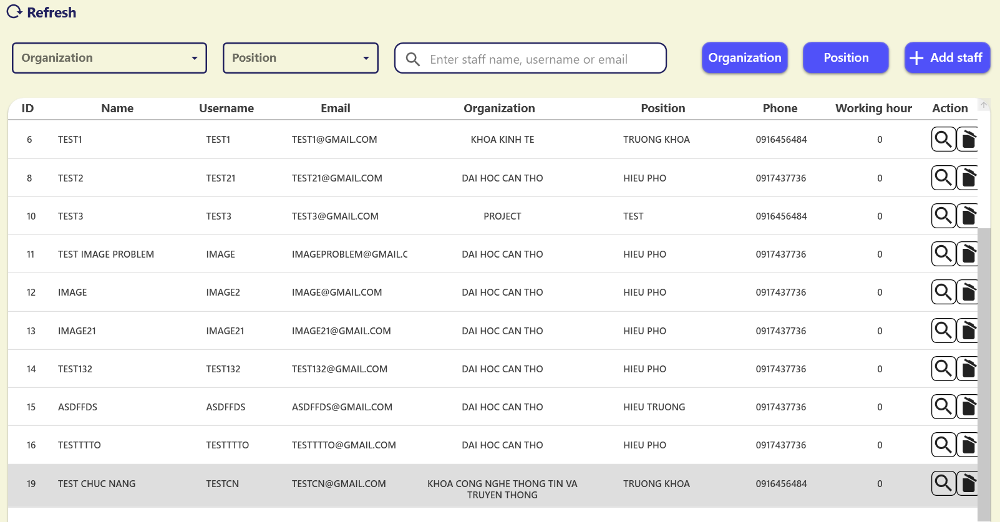 Refresh
Organization Position Enter staff name, username or email Organization Position Add staff
ID Name Username Email Organization Position Phone Working hour Action
6 TEST1 TEST1 TEST1@GMAIL.COM KHOA KINH TE TRUONG KHOA 0916456484 0
8 TEST2 TEST21 TEST21@GMAIL.COM DAI HOC CAN THO HIEU PHO 0917437736 0
10 TEST3 TEST3 TEST3@GMAIL.COM PROJECT TEST 0916456484 0
11 TEST IMAGE PROBLEM IMAGE IMAGEPROBLEM@GMAIL.C DAI HOC CAN THO HIEU PHO 0917437736 0
12 IMAGE IMAGE2 IMAGE@GMAIL.COM DAI HOC CAN THO HIEU PHO 0917437736 0
13 IMAGE21 IMAGE21 IMAGE21@GMAIL.COM DAI HOC CAN THO HIEU PHO 0917437736 0
14 TEST132 TEST132 TEST132@GMAIL.COM DAI HOC CAN THO HIEU PHO 0917437736 0
15 ASDFFDS ASDFFDS ASDFFDS@GMAIL.COM DAI HOC CAN THO HIEU TRUONG 0917437736 0
16 TESTTTTO TESTTTTO TESTTTTO@GMAIL.COM DAI HOC CAN THO HIEU PHO 0917437736 0
19 TEST CHUC NANG TESTCN TESTCN@GMAIL.COM KHOA CONG NGHE THONG TIN VA TRUONG KHOA 0916456484 0
TRUYEN THONG